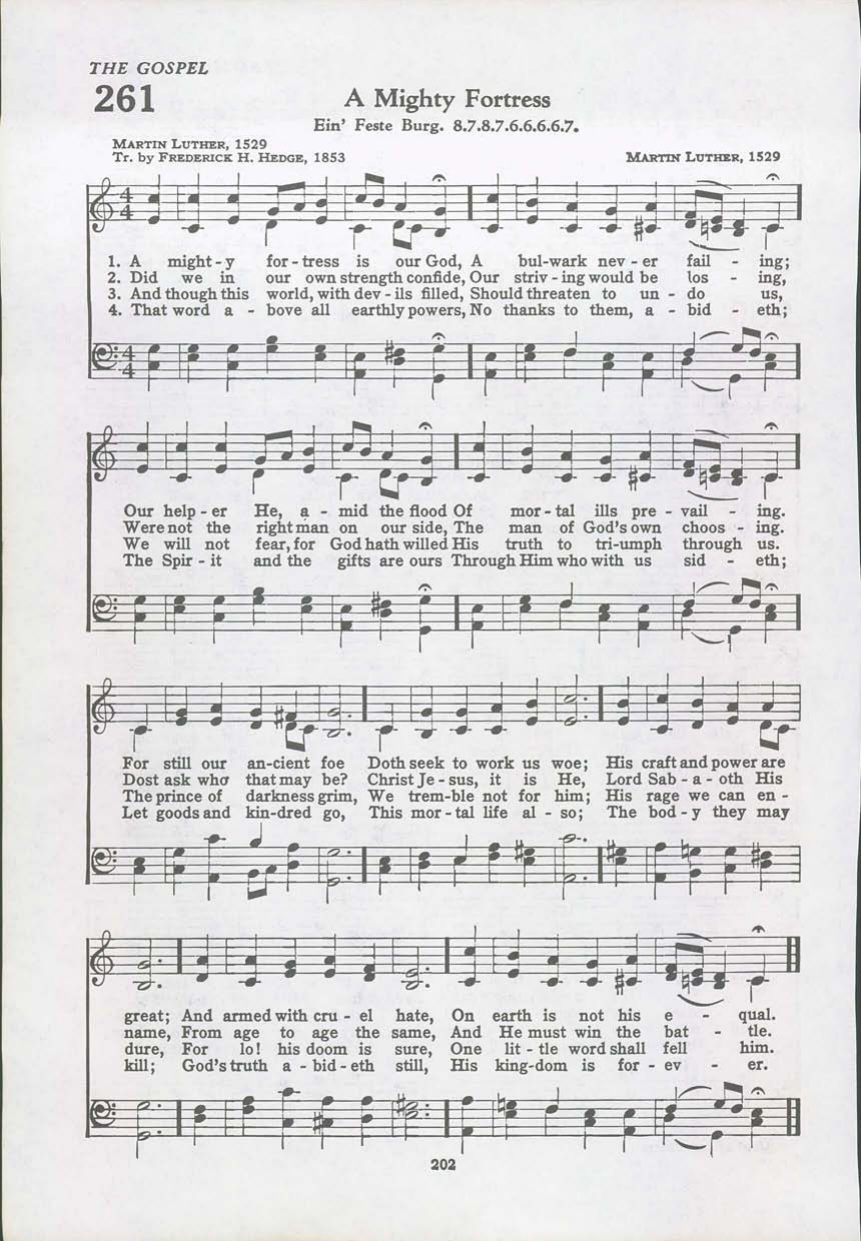 THE GOSPEL
261
A Mighty Fortress
Ein' Feste Burg. 8.7.8.7.6.6.6.6.7.
MARTIN LUTHER, 1529
Tr. by FREDERICK H. HEDGE, 1853
MARTIN LUTHER, 1529
1. A might-y for-tress is our God, A bul-wark nev-er fail - ing;
2. Did we in our own strength confide, Our striv-ing would be los - ing,
3. And though this world, with dev-ils filled, Should threaten to un - do us,
4. That word a - bove all earthly powers, No thanks to them, a - bid - eth;
Our help-er He, a - mid the flood Of mor-tal ills pre - vail - ing.
Were not the right man on our side, The man of God's own choos - ing.
We will not fear, for God hath willed His truth to tri-umph through us.
The Spir-it and the gifts are ours Through Him who with us sid - eth;
For still our an-cient foe Doth seek to work us woe; His craft and power are
Dost ask who that may be? Christ Je-sus, it is He, Lord Sab-a-oth His
The prince of darkness grim, We trem-ble not for him; His rage we can en-
Let goods and kin-dred go, This mor-tal life al-so; The bod-y they may
great; And armed with cru-el hate, On earth is not his e - qual.
name, From age to age the same, And He must win the bat - tle.
dure, For lo! his doom is sure, One lit-tle word shall fell him.
kill; God's truth a-bid-eth still, His king-dom is for-ev - er.
202